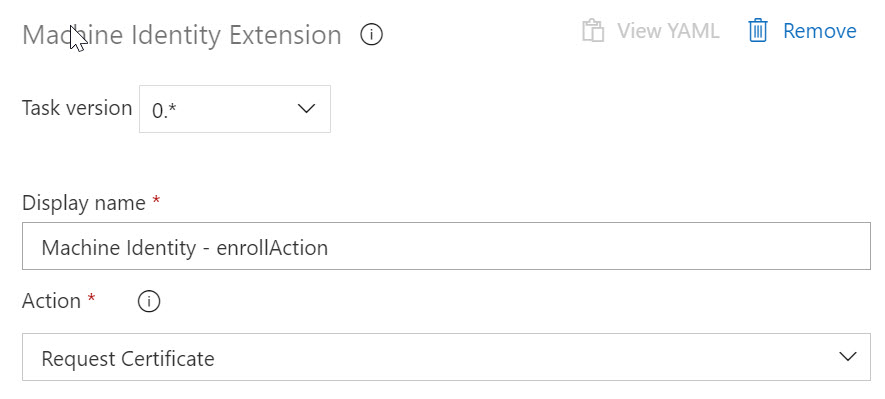 Machine Identity Extension
View YAML
Remove
Task version
0.*
Display name *
Machine Identity - enrollAction
Action *
Request Certificate